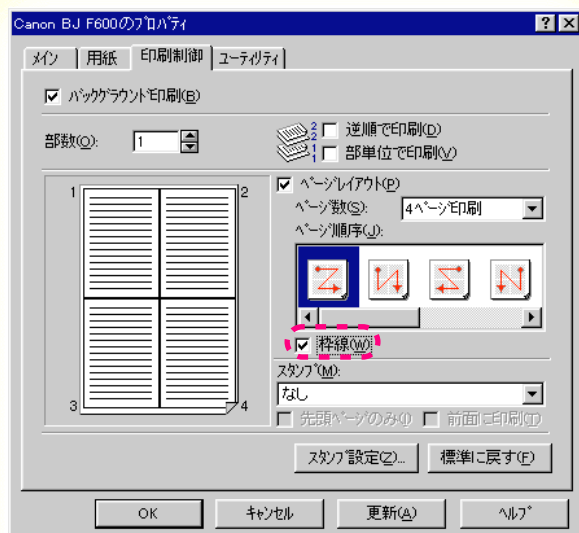 Canon BJ F600のﾌﾟﾛﾊﾟﾃｨ
ﾒｲﾝ 用紙 印刷制御 ﾕｰﾃｨﾘﾃｨ
ﾊﾞｯｸｸﾞﾗｳﾝﾄﾞ印刷(B)
部数(O): 1
2 2 逆順で印刷(D)
1 1 部単位で印刷(V)
1 2
3 4
ﾍﾟｰｼﾞﾚｲｱｳﾄ(P)
ﾍﾟｰｼﾞ数(S): 4ﾍﾟｰｼﾞ印刷
ﾍﾟｰｼﾞ順序(J):
枠線(W)
ｽﾀﾝﾌﾟ(M):
なし
先頭ﾍﾟｰｼﾞのみ(I) 前面に印刷(T)
ｽﾀﾝﾌﾟ設定(Z)... 標準に戻す(F)
OK ｷｬﾝｾﾙ 更新(A) ﾍﾙﾌﾟ